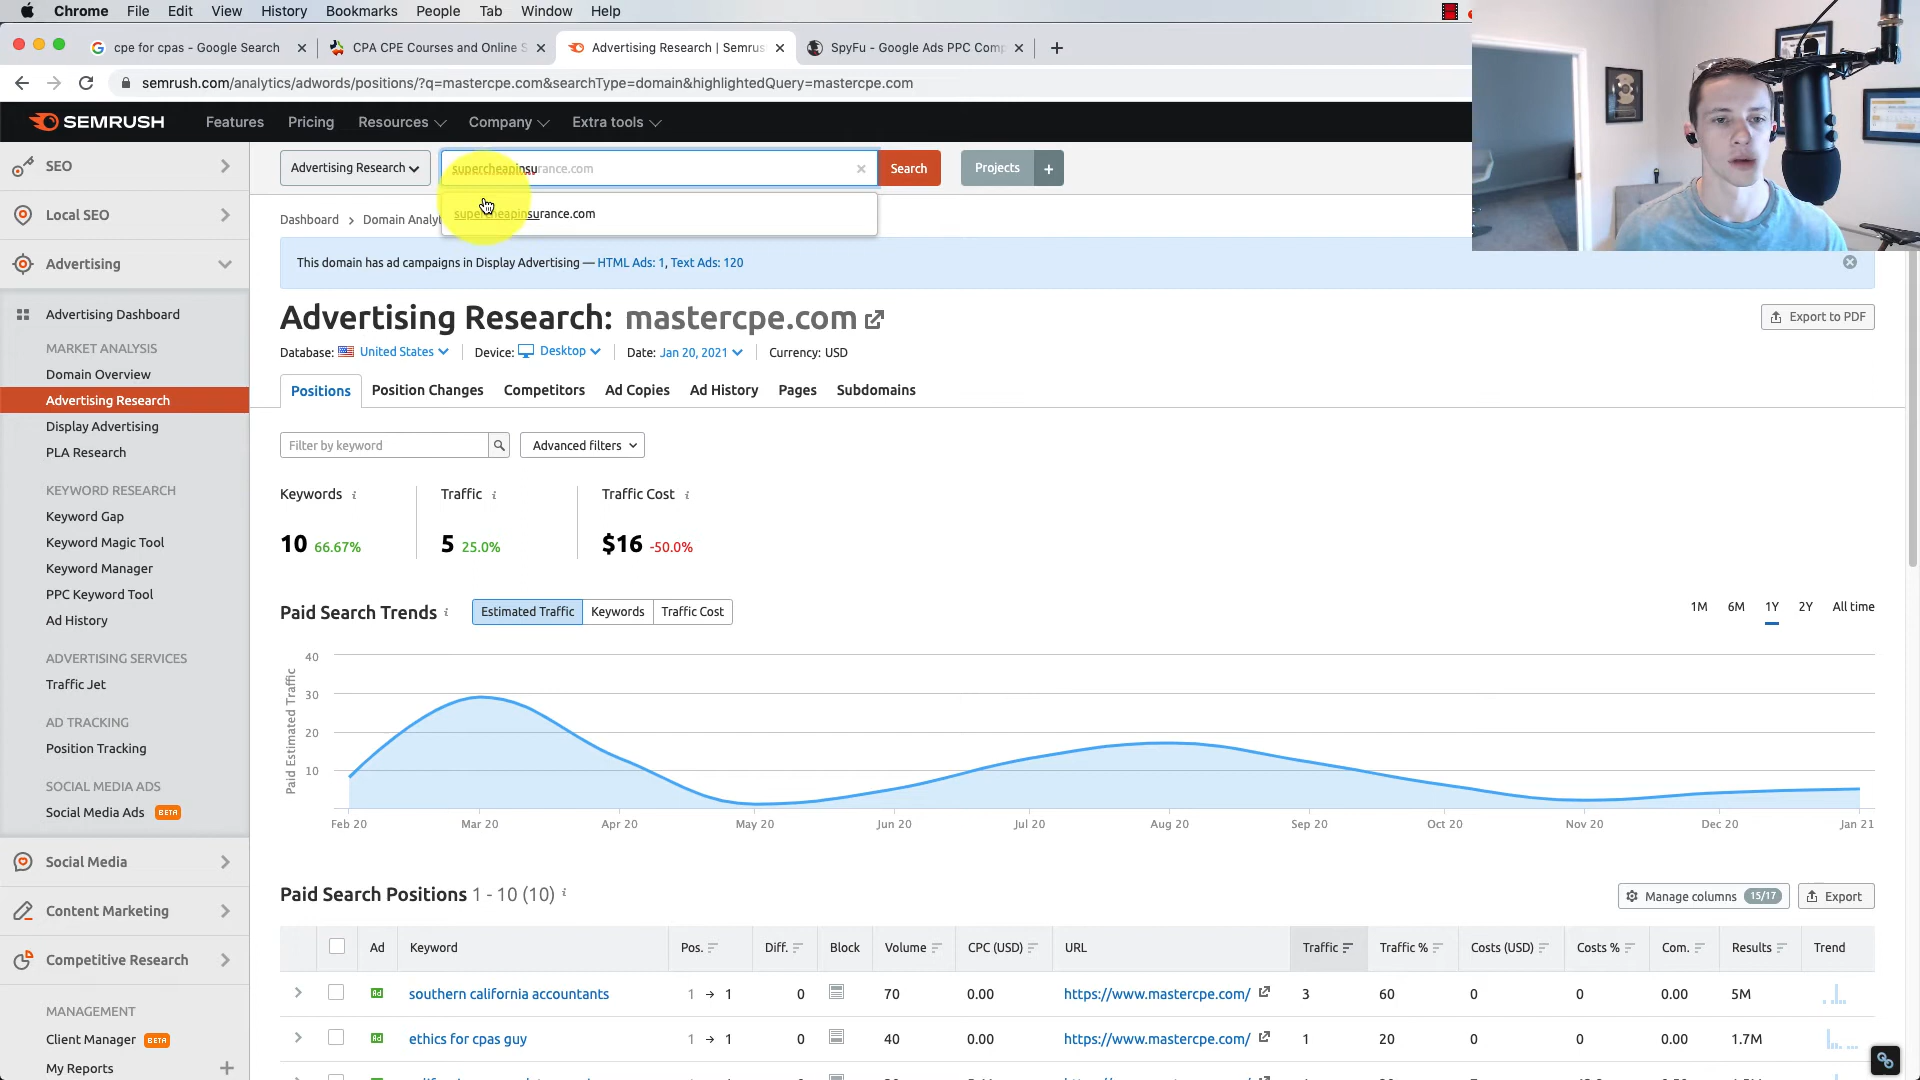 Chrome File Edit View History Bookmarks People Tab Window Help
cpe for cpas - Google Search
CPA CPE Courses and Online S
Advertising Research | Semrus
SpyFu - Google Ads PPC Comp
semrush.com/analytics/adwords/positions/?q=mastercpe.com&searchType=domain&highlightedQuery=mastercpe.com
SEMRUSH Features Pricing Resources Company Extra tools
SEO
Local SEO
Advertising
Advertising Dashboard
MARKET ANALYSIS
Domain Overview
Advertising Research
Display Advertising
PLA Research
KEYWORD RESEARCH
Keyword Gap
Keyword Magic Tool
Keyword Manager
PPC Keyword Tool
Ad History
ADVERTISING SERVICES
Traffic Jet
AD TRACKING
Position Tracking
SOCIAL MEDIA ADS
Social Media Ads BETA
Social Media
Content Marketing
Competitive Research
MANAGEMENT
Client Manager BETA
My Reports
Advertising Research supercheapinsurance.com Search Projects +
supercheapinsurance.com
Dashboard > Domain Analyt
This domain has ad campaigns in Display Advertising — HTML Ads: 1, Text Ads: 120
Advertising Research: mastercpe.com
Export to PDF
Database: United States Device: Desktop Date: Jan 20, 2021 Currency: USD
Positions Position Changes Competitors Ad Copies Ad History Pages Subdomains
Filter by keyword Advanced filters
Keywords i Traffic i Traffic Cost i
10 66.67% 5 25.0% $16 -50.0%
Paid Search Trends i Estimated Traffic Keywords Traffic Cost
1M 6M 1Y 2Y All time
Paid Estimated Traffic
40
30
20
10
Feb 20 Mar 20 Apr 20 May 20 Jun 20 Jul 20 Aug 20 Sep 20 Oct 20 Nov 20 Dec 20 Jan 21
Paid Search Positions 1 - 10 (10) i
Manage columns 15/17 Export
Ad Keyword Pos. Diff. Block Volume CPC (USD) URL Traffic Traffic % Costs (USD) Costs % Com. Results Trend
Ad southern california accountants 1 → 1 0 70 0.00 https://www.mastercpe.com/ 3 60 0 0 0.00 5M
Ad ethics for cpas guy 1 → 1 0 40 0.00 https://www.mastercpe.com/ 1 20 0 0 0.00 1.7M